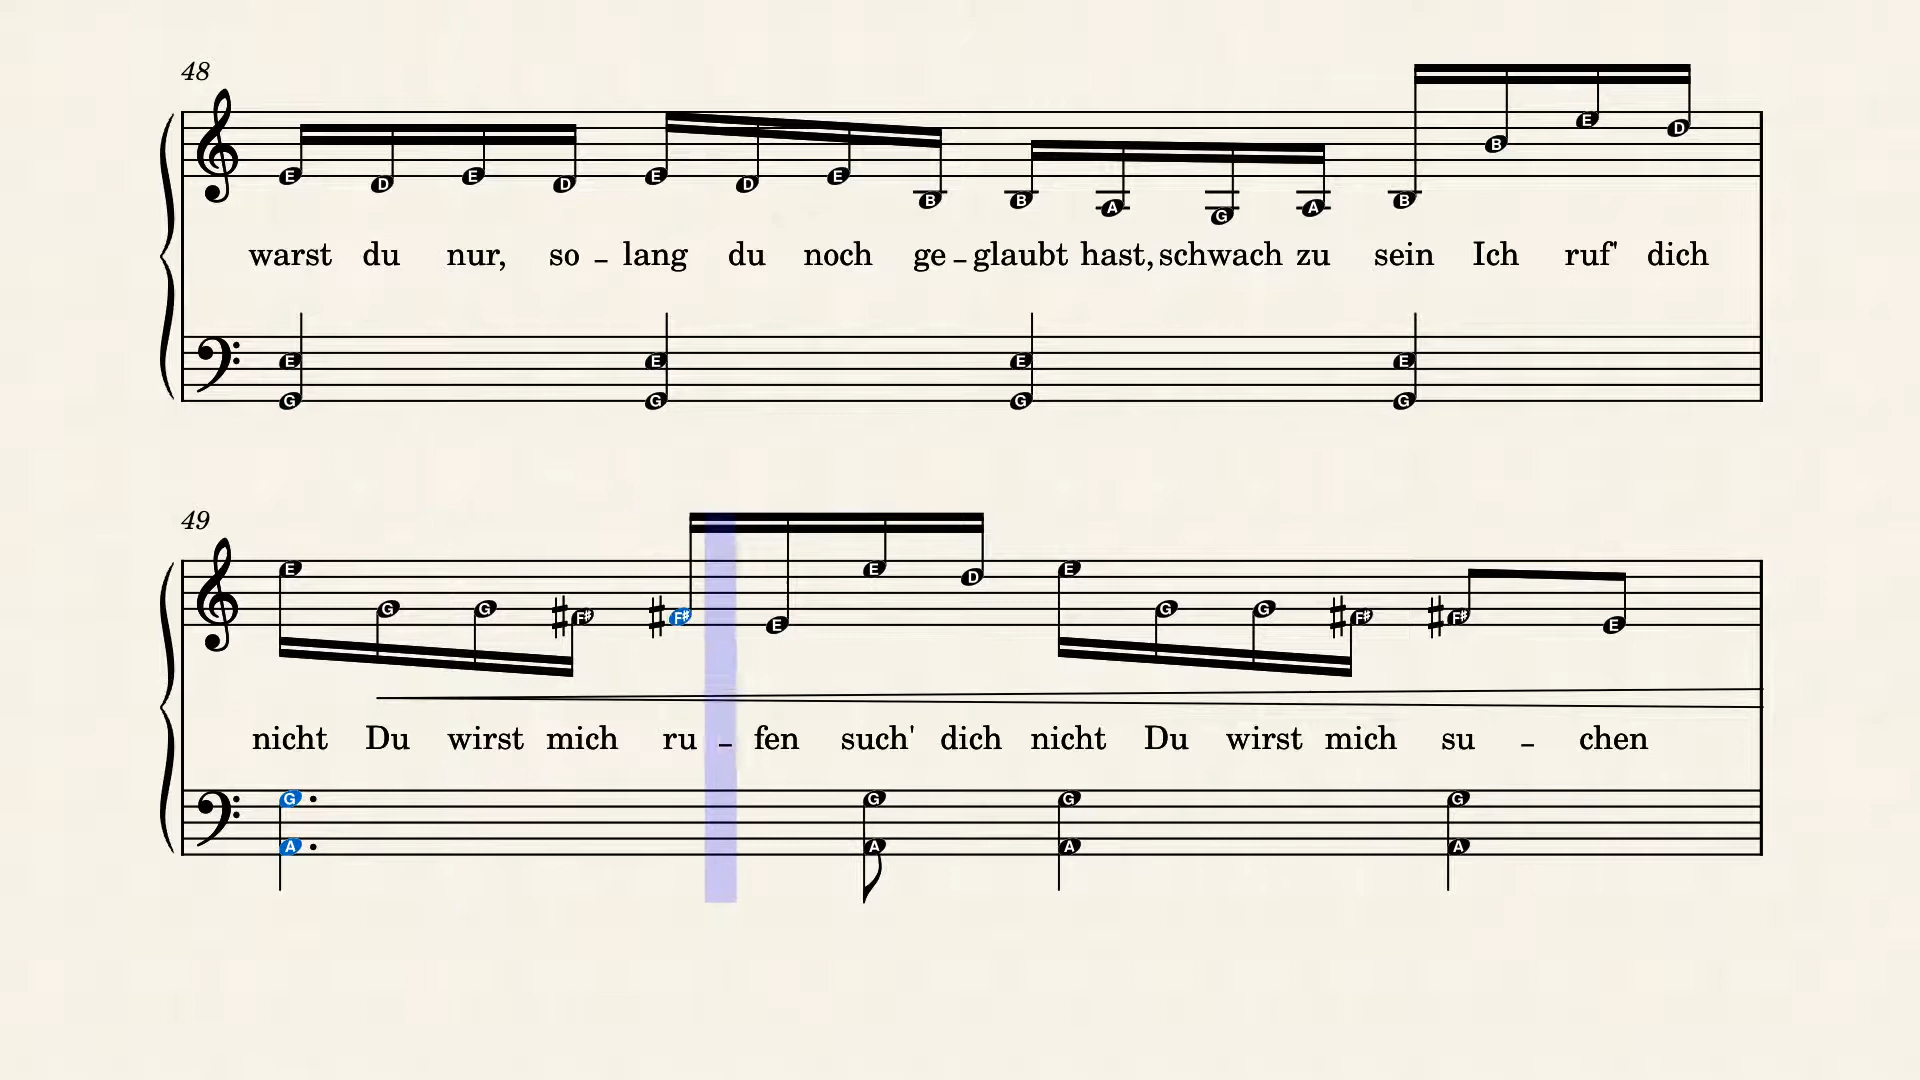 48
E D E D E D E B B A G A B B E D
warst du nur, so – lang du noch ge – glaubt hast, schwach zu sein Ich ruf' dich
E E E E
G G G G
49
E G G F# F# E E D E G G F# F# E
nicht Du wirst mich ru – fen such' dich nicht Du wirst mich su – chen
G G G G
A A A A